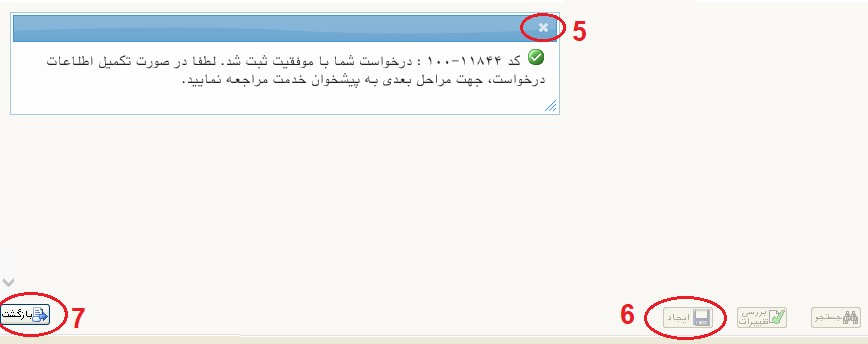 5
کد ۱۱۸۴۴-۱۰۰ : درخواست شما با موفقیت ثبت شد. لطفا در صورت تکمیل اطلاعات
درخواست، جهت مراحل بعدی به پیشخوان خدمت مراجعه نمایید.
جستجر
بررسی
تغییرات
ایجاد
6
7
بازگشت